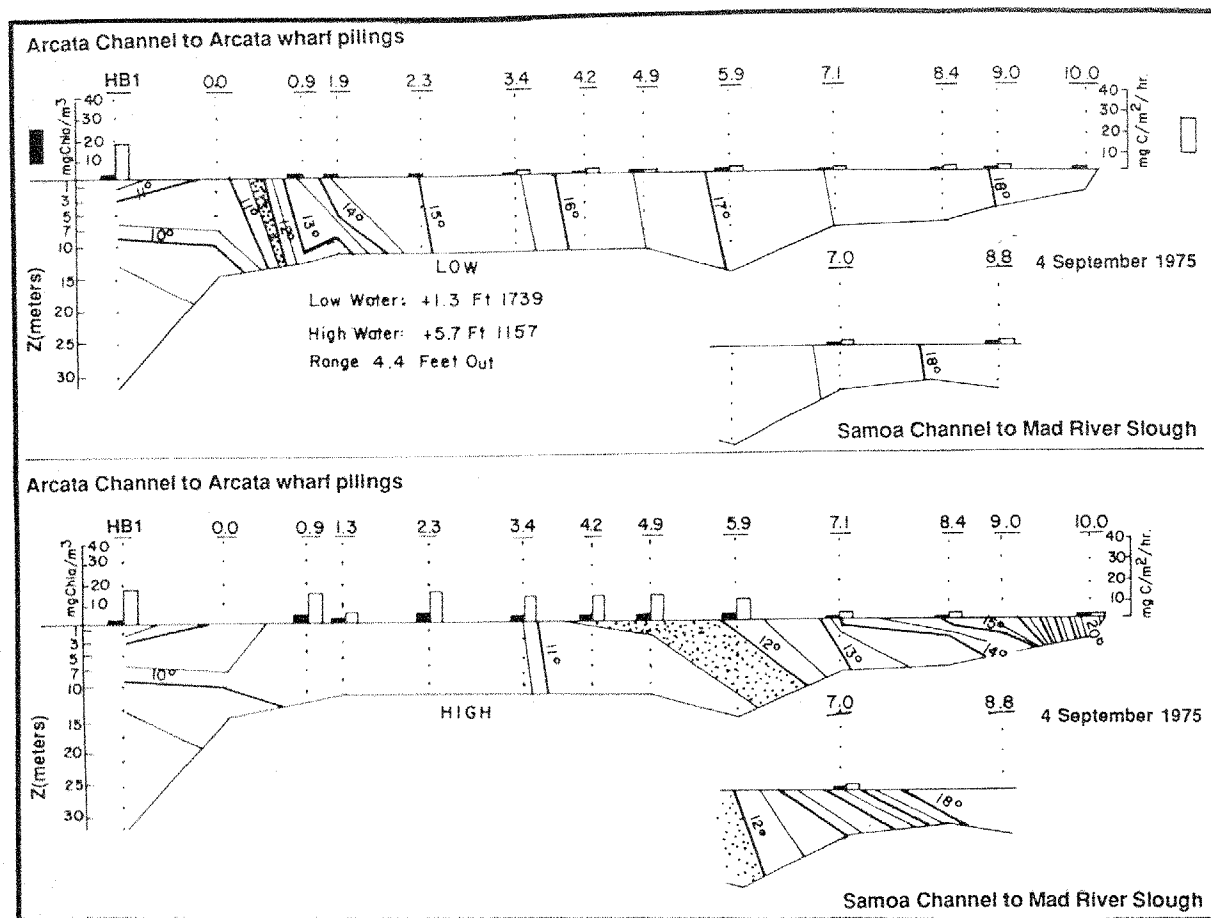 Arcata Channel to Arcata wharf pilings
HB1 0.0 0.9 1.9 2.3 3.4 4.2 4.9 5.9 7.1 8.4 9.0 10.0
mgChla/m³
40
30
20
10
mg C/m²/hr.
40
30
20
10
Z(meters)
1
3
5
7
10
15
20
25
30
11° 10° 11° 12° 13° 14° 15° 16° 17° 18°
LOW
Low Water: +1.3 Ft 1739
High Water: +5.7 Ft 1157
Range 4.4 Feet Out
7.0 8.8 4 September 1975
18°
Samoa Channel to Mad River Slough
Arcata Channel to Arcata wharf pilings
HB1 0.0 0.9 1.3 2.3 3.4 4.2 4.9 5.9 7.1 8.4 9.0 10.0
mgChla/m³
40
30
20
10
mg C/m²/hr.
40
30
20
10
Z(meters)
1
3
5
7
10
15
20
25
30
10° 11° 12° 13° 14° 15° 20°
HIGH
7.0 8.8 4 September 1975
12° 18°
Samoa Channel to Mad River Slough